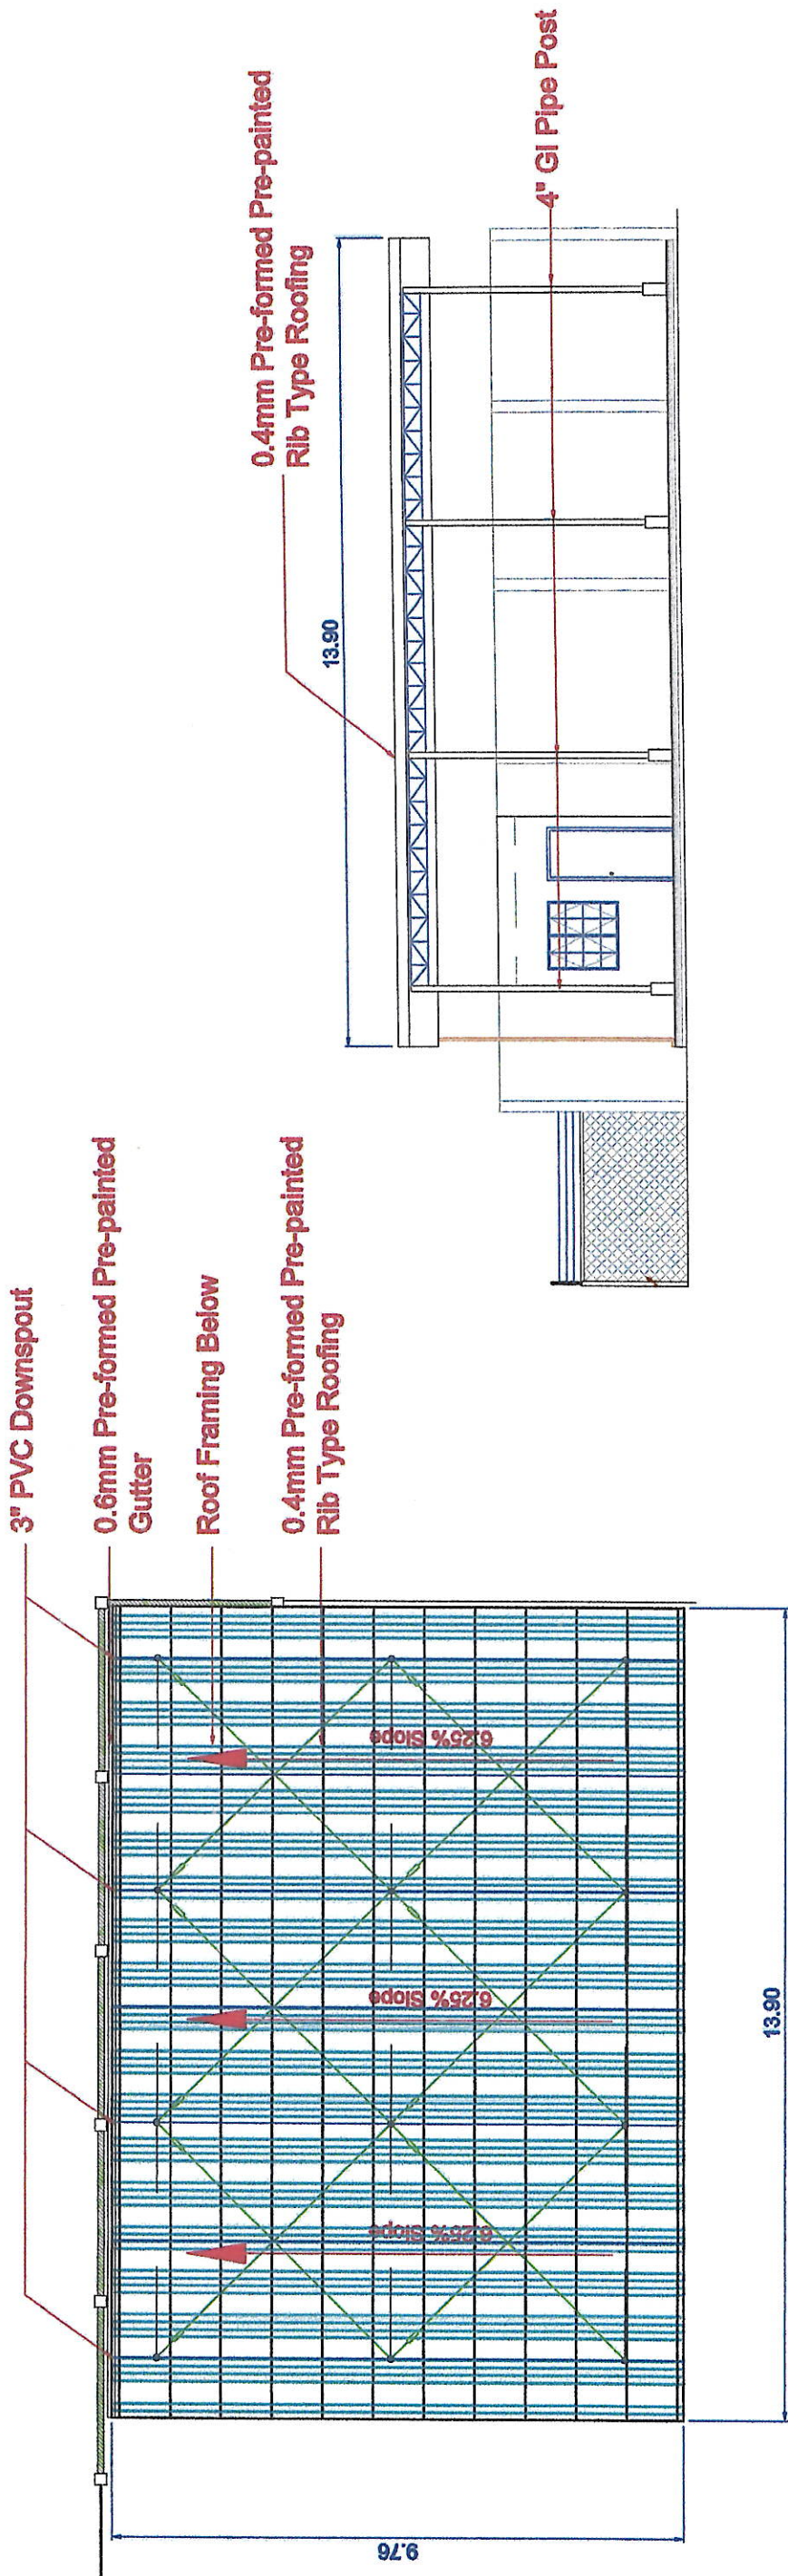 3" PVC Downspout
0.6mm Pre-formed Pre-painted
Gutter
Roof Framing Below
0.4mm Pre-formed Pre-painted
Rib Type Roofing
6.25% Slope
6.25% Slope
6.25% Slope
9.76
13.90
0.4mm Pre-formed Pre-painted
Rib Type Roofing
13.90
4" GI Pipe Post